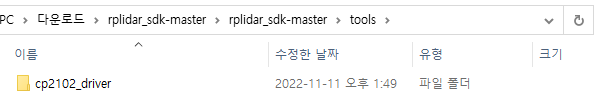 PC > 다운로드 > rplidar_sdk-master > rplidar_sdk-master > tools >
이름 수정한 날짜 유형 크기
cp2102_driver 2022-11-11 오후 1:49 파일 폴더